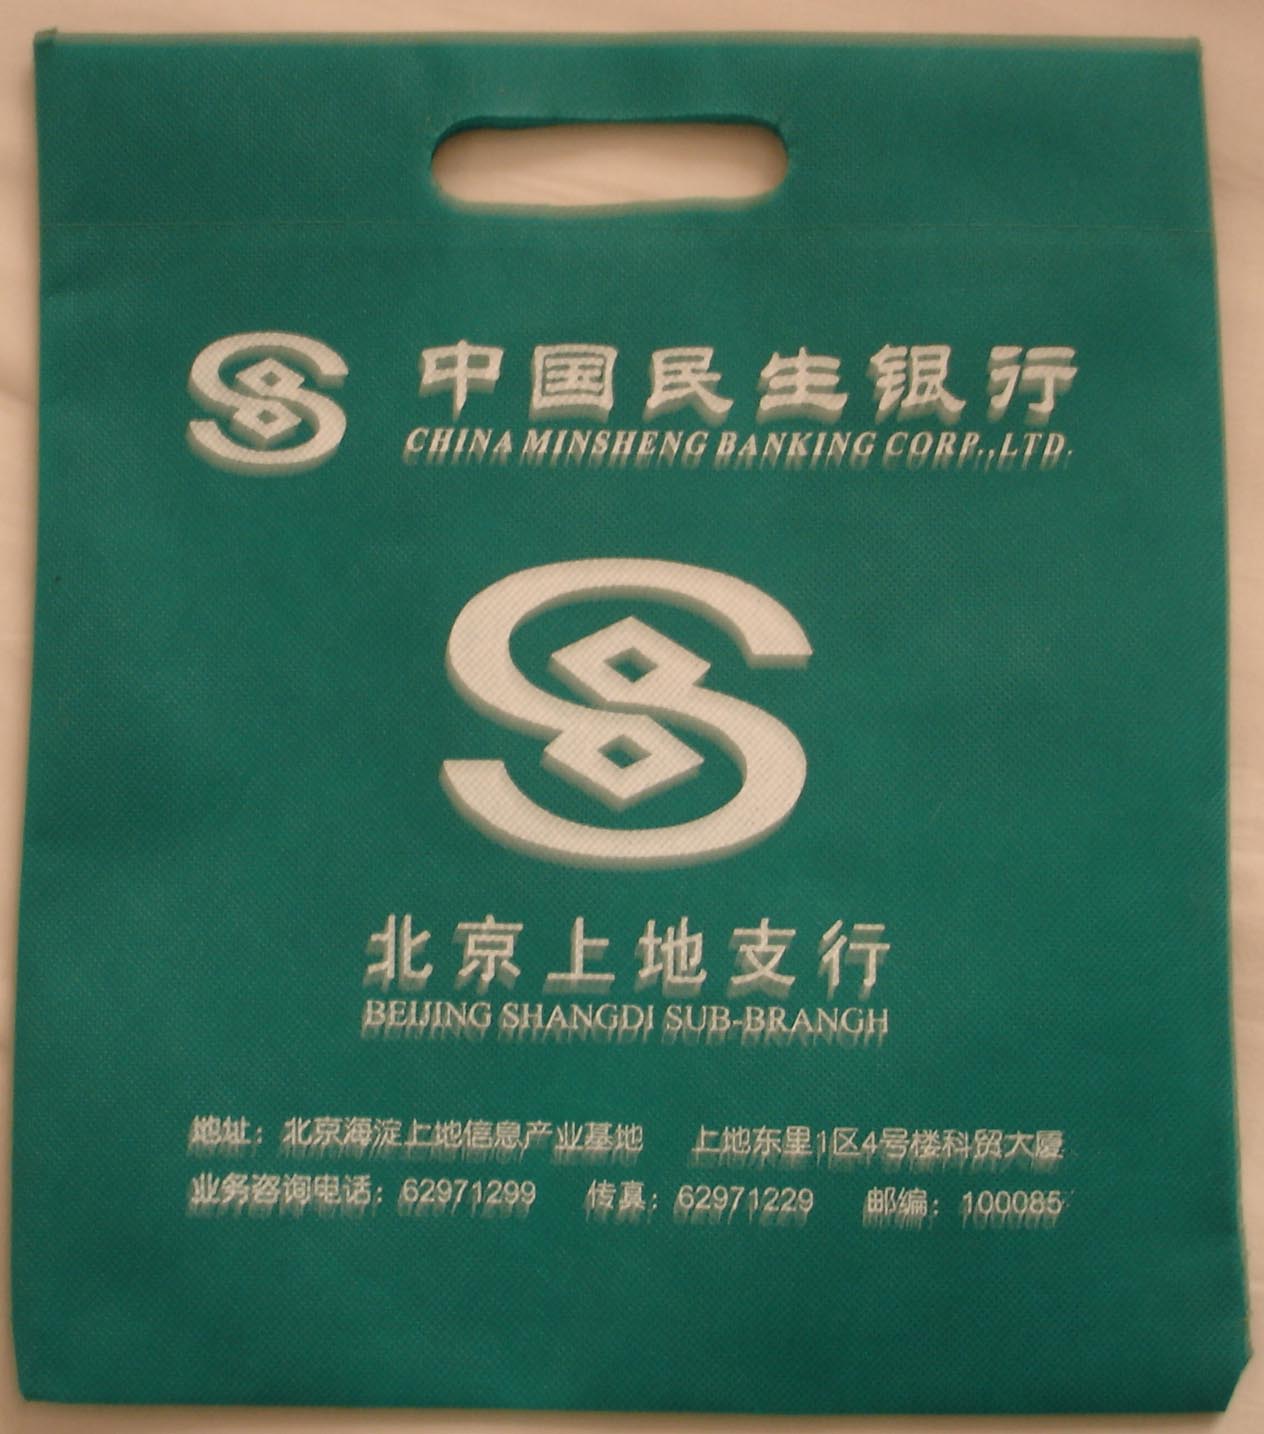 中国民生银行
CHINA MINSHENG BANKING CORP.,LTD.
北京上地支行
BEIJING SHANGDI SUB-BRANGH
地址：北京海淀上地信息产业基地 上地东里1区4号楼科贸大厦
业务咨询电话：62971299 传真：62971229 邮编：100085